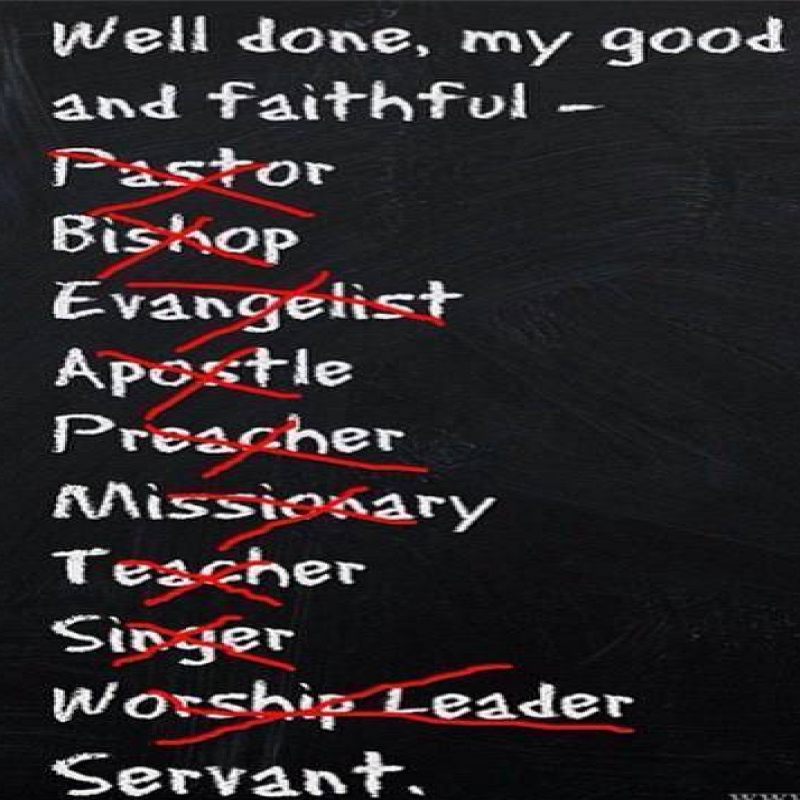 Well done, my good
and faithful -
Pastor
Bishop
Evangelist
Apostle
Preacher
Missionary
Teacher
Singer
Worship Leader
Servant.